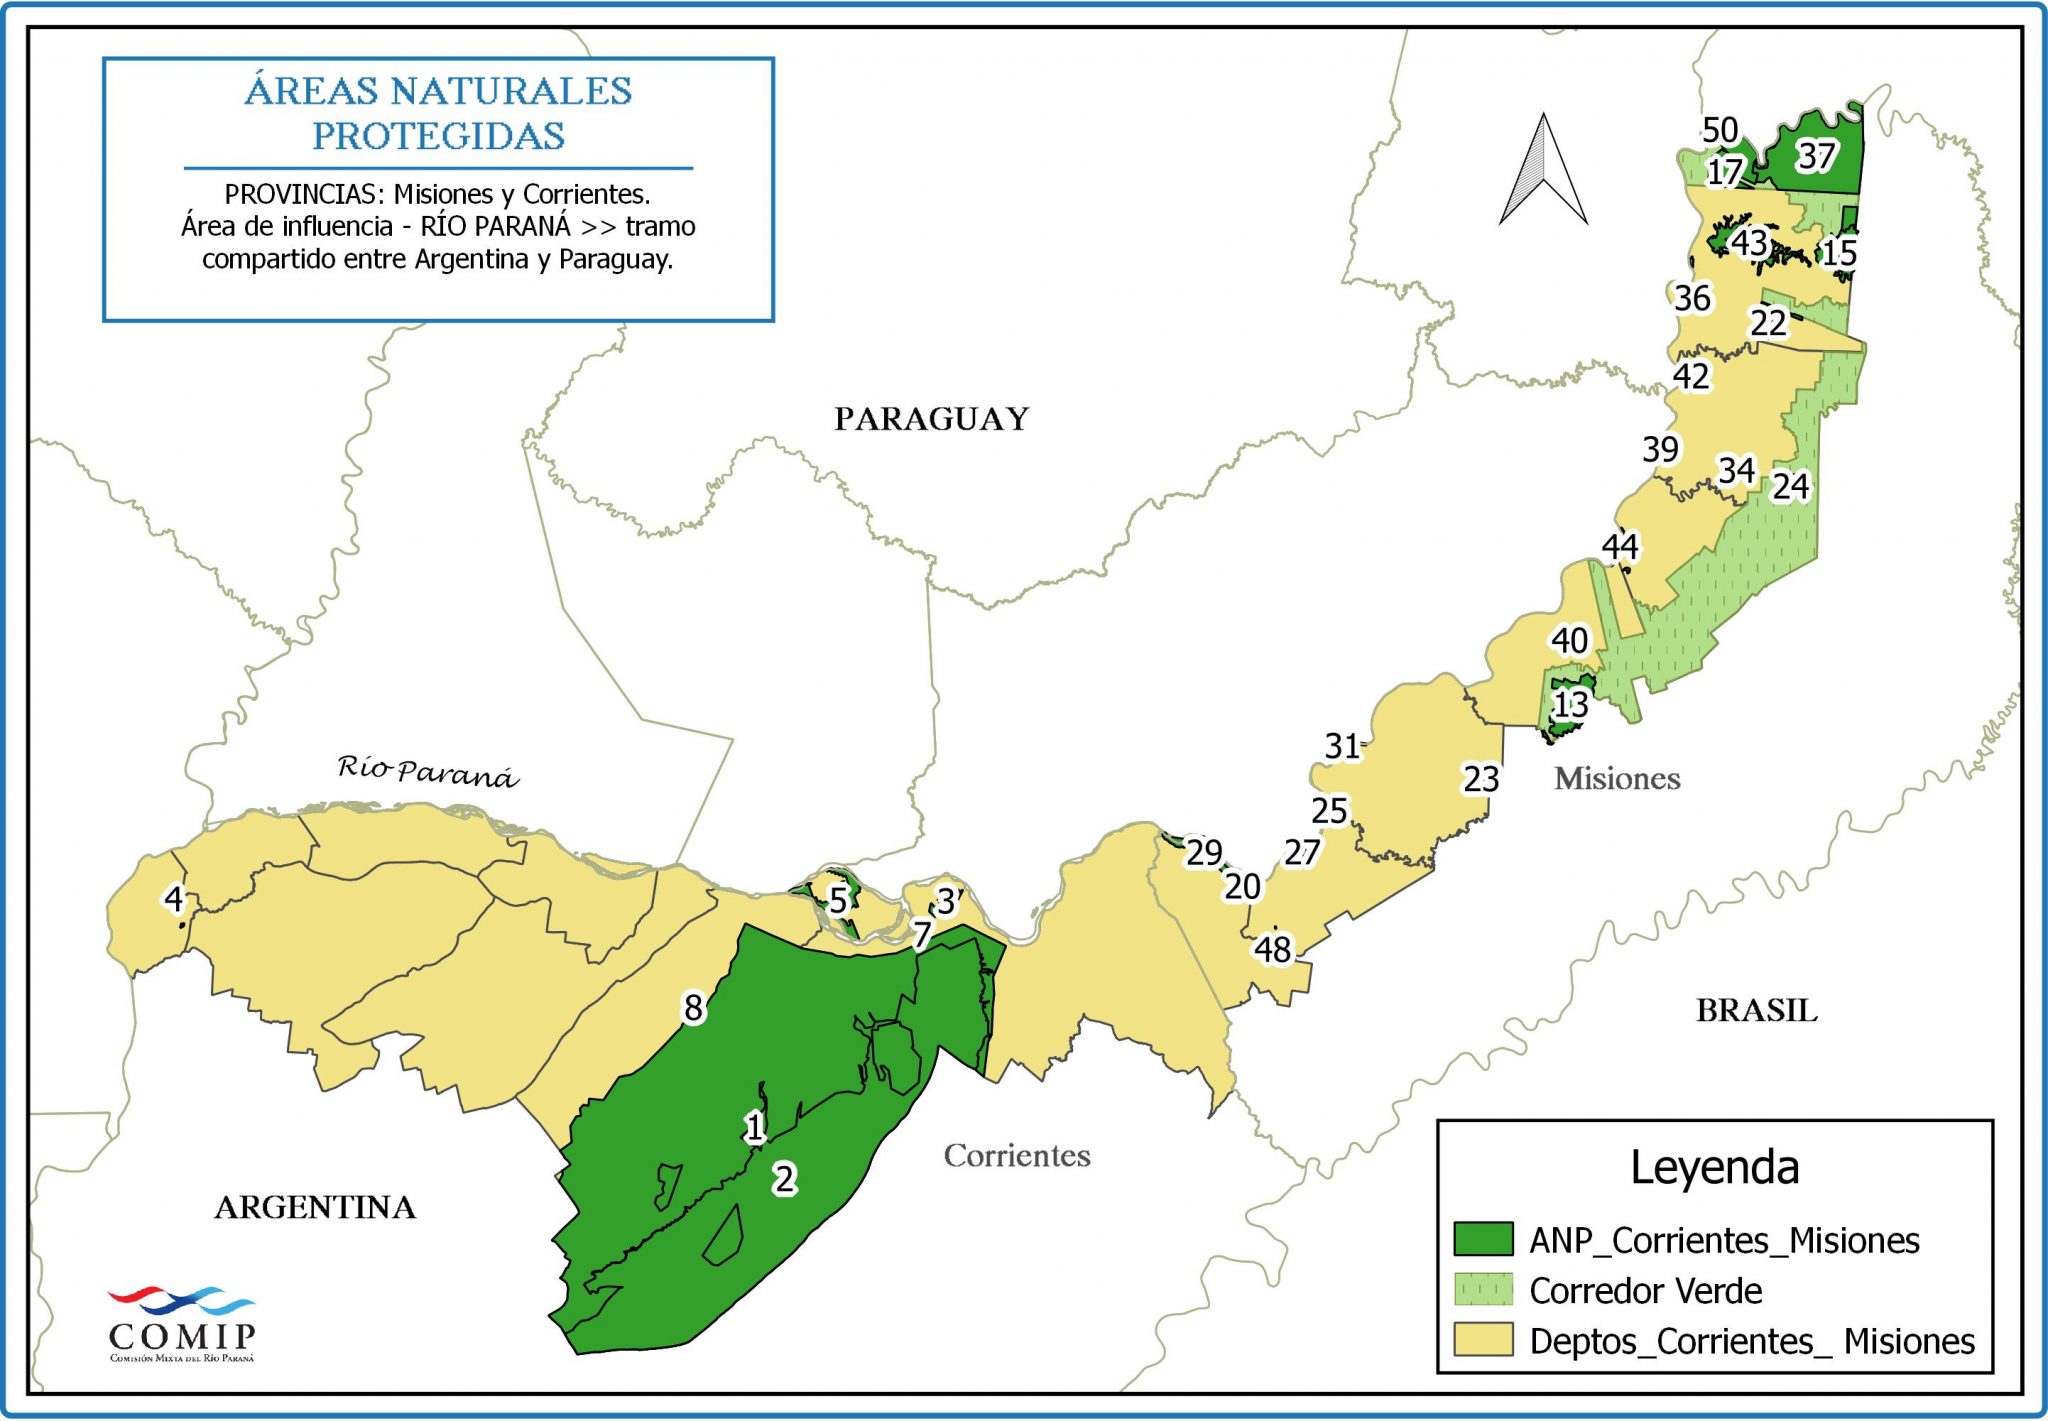 ÁREAS NATURALES
PROTEGIDAS
PROVINCIAS: Misiones y Corrientes.
Área de influencia - RÍO PARANÁ >> tramo
compartido entre Argentina y Paraguay.
50
37
17
43
15
36
22
42
PARAGUAY
39
34
24
44
40
13
31
Río Paraná
23
Misiones
25
29
27
20
4
5
3
7
48
8
BRASIL
1
Corrientes
2
ARGENTINA
Leyenda
ANP_Corrientes_Misiones
Corredor Verde
Deptos_Corrientes_ Misiones
COMIP
COMISIÓN MIXTA DEL RÍO PARANÁ